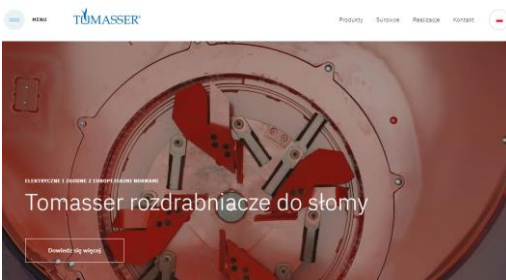 MENU
TOMASSER®
Produkty Surowce Realizacje Kontakt
ELEKTRYCZNE I ZGODNE Z EUROPEJSKIMI NORMAMI
Tomasser rozdrabniacze do słomy
Dowiedz się więcej